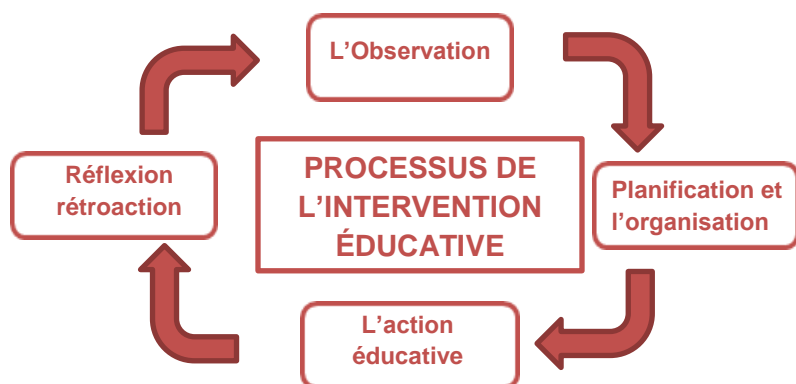 L’Observation
PROCESSUS DE
L’INTERVENTION
ÉDUCATIVE
Planification et
l’organisation
L’action
éducative
Réflexion
rétroaction